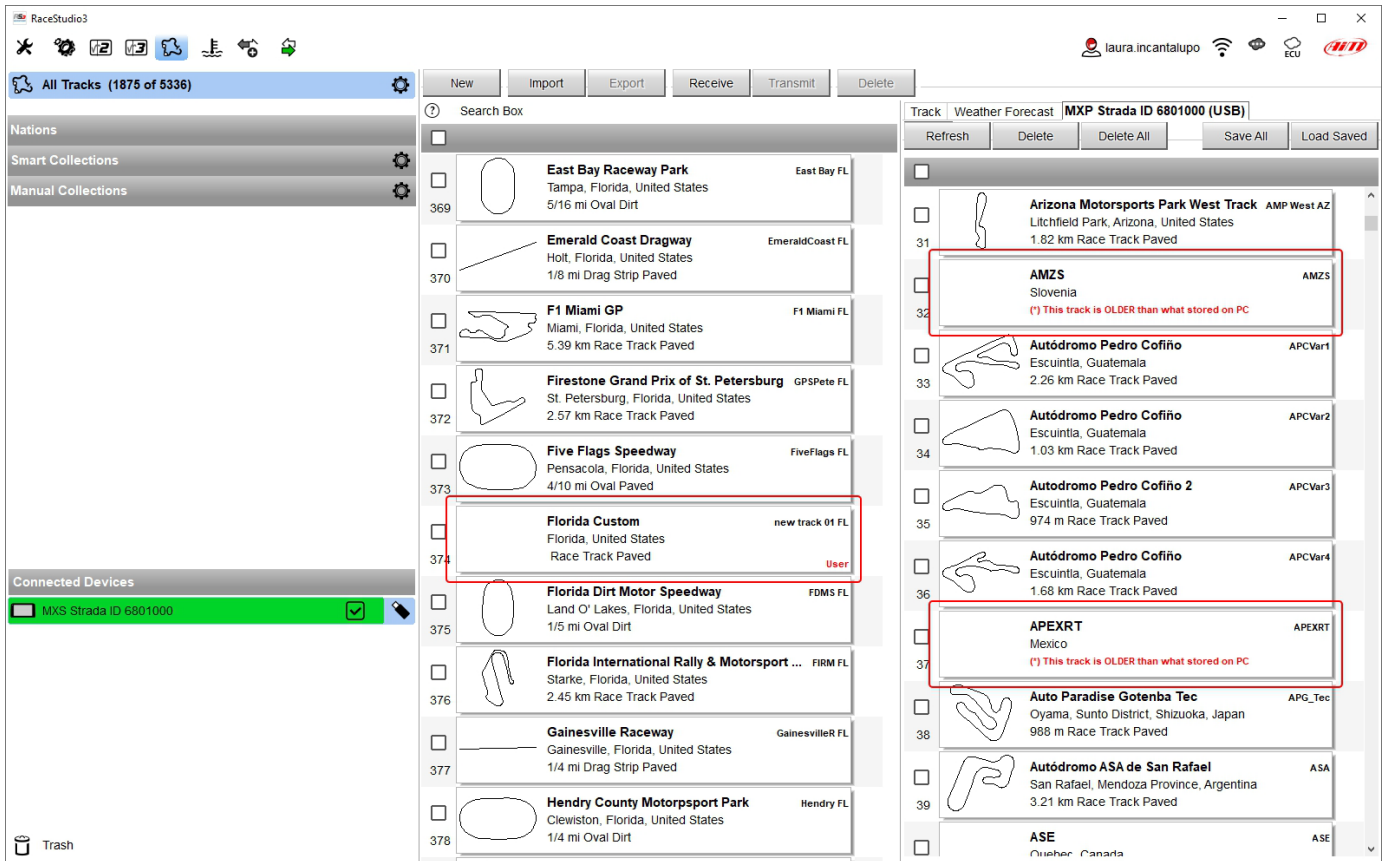 RaceStudio3
laura.incantalupo
ECU
AiM
All Tracks (1875 of 5336)
Nations
Smart Collections
Manual Collections
Connected Devices
MXS Strada ID 6801000
Trash
New
Import
Export
Receive
Transmit
Delete
? Search Box
East Bay Raceway Park East Bay FL
Tampa, Florida, United States
5/16 mi Oval Dirt
369
Emerald Coast Dragway EmeraldCoast FL
Holt, Florida, United States
1/8 mi Drag Strip Paved
370
F1 Miami GP F1 Miami FL
Miami, Florida, United States
5.39 km Race Track Paved
371
Firestone Grand Prix of St. Petersburg GPSPete FL
St. Petersburg, Florida, United States
2.57 km Race Track Paved
372
Five Flags Speedway FiveFlags FL
Pensacola, Florida, United States
4/10 mi Oval Paved
373
Florida Custom new track 01 FL
Florida, United States
Race Track Paved
374
User
Florida Dirt Motor Speedway FDMS FL
Land O' Lakes, Florida, United States
1/5 mi Oval Dirt
375
Florida International Rally & Motorsport ... FIRM FL
Starke, Florida, United States
2.45 km Race Track Paved
376
Gainesville Raceway GainesvilleR FL
Gainesville, Florida, United States
1/4 mi Drag Strip Paved
377
Hendry County Motorpsport Park Hendry FL
Clewiston, Florida, United States
1/4 mi Oval Dirt
378
Track
Weather Forecast
MXP Strada ID 6801000 (USB)
Refresh
Delete
Delete All
Save All
Load Saved
Arizona Motorsports Park West Track AMP West AZ
Litchfield Park, Arizona, United States
1.82 km Race Track Paved
31
AMZS AMZS
Slovenia
(*) This track is OLDER than what stored on PC
32
Autódromo Pedro Cofiño APCVar1
Escuintla, Guatemala
2.26 km Race Track Paved
33
Autódromo Pedro Cofiño APCVar2
Escuintla, Guatemala
1.03 km Race Track Paved
34
Autodromo Pedro Cofiño 2 APCVar3
Escuintla, Guatemala
974 m Race Track Paved
35
Autódromo Pedro Cofiño APCVar4
Escuintla, Guatemala
1.68 km Race Track Paved
36
APEXRT APEXRT
Mexico
(*) This track is OLDER than what stored on PC
37
Auto Paradise Gotenba Tec APG_Tec
Oyama, Sunto District, Shizuoka, Japan
988 m Race Track Paved
38
Autódromo ASA de San Rafael ASA
San Rafael, Mendoza Province, Argentina
3.21 km Race Track Paved
39
ASE ASE
Quebec, Canada